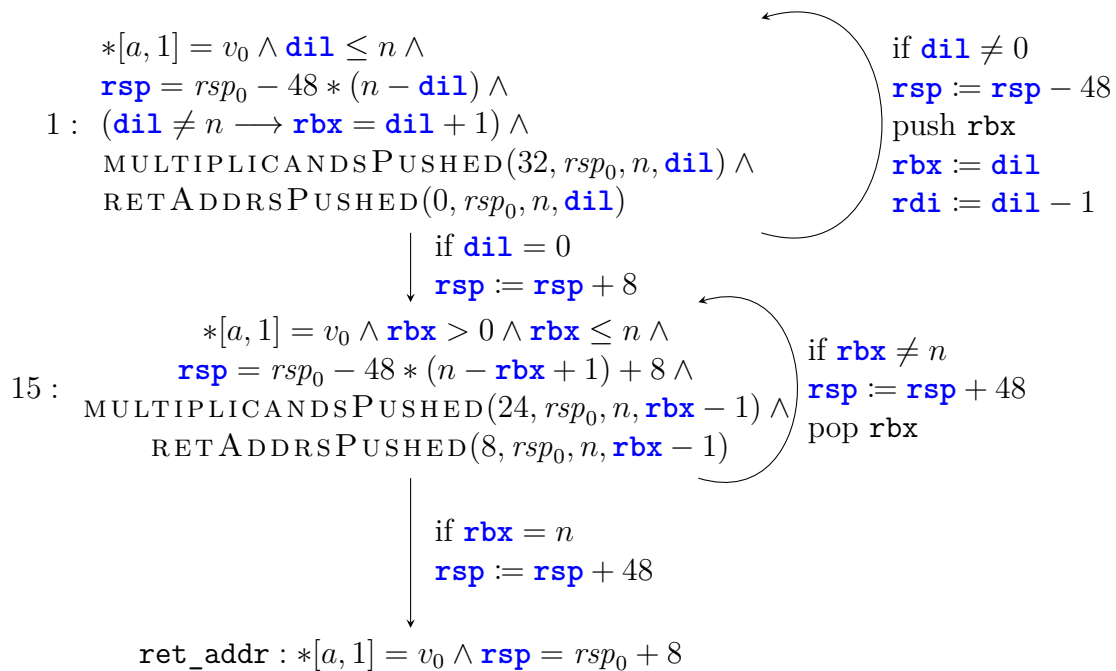 *[a, 1] = v₀ ∧ dil ≤ n ∧
rsp = rsp₀ − 48 * (n − dil) ∧
1 : (dil ≠ n ⟶ rbx = dil + 1) ∧
MULTIPLICANDSPUSHED(32, rsp₀, n, dil) ∧
RETADDRSPUSHED(0, rsp₀, n, dil)
if dil ≠ 0
rsp := rsp − 48
push rbx
rbx := dil
rdi := dil − 1
if dil = 0
rsp := rsp + 8
*[a, 1] = v₀ ∧ rbx > 0 ∧ rbx ≤ n ∧
rsp = rsp₀ − 48 * (n − rbx + 1) + 8 ∧
15 :
MULTIPLICANDSPUSHED(24, rsp₀, n, rbx − 1) ∧
RETADDRSPUSHED(8, rsp₀, n, rbx − 1)
if rbx ≠ n
rsp := rsp + 48
pop rbx
if rbx = n
rsp := rsp + 48
ret_addr : *[a, 1] = v₀ ∧ rsp = rsp₀ + 8